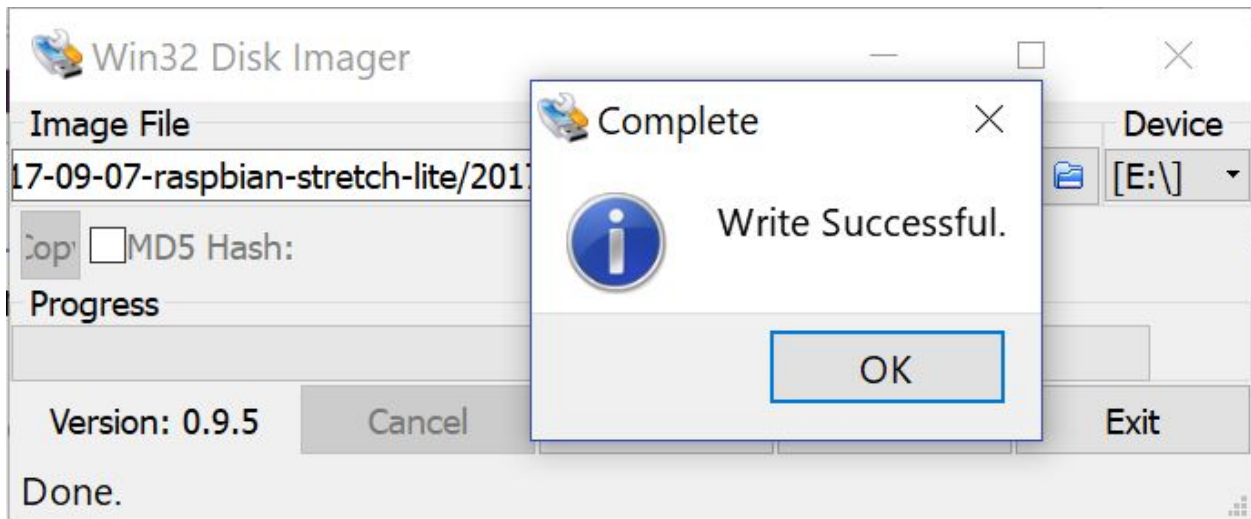 Win32 Disk Imager
Complete
Image File
Device
17-09-07-raspbian-stretch-lite/201
[E:\]
Write Successful.
MD5 Hash:
Progress
OK
Version: 0.9.5
Cancel
Exit
Done.